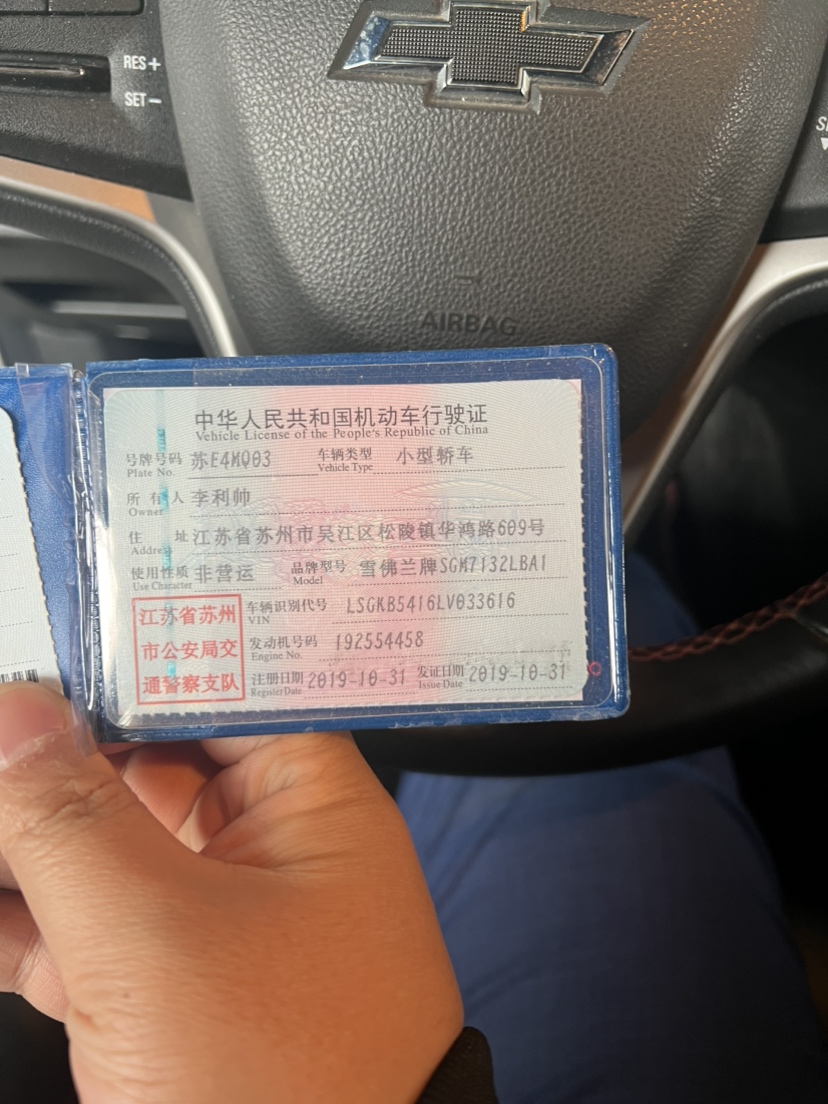 RES+
SET−
AIRBAG
中华人民共和国机动车行驶证
Vehicle License of the People's Republic of China
号牌号码 苏E4MQ03 车辆类型 小型轿车
Plate No. Vehicle Type
所有人 李利帅
Owner
住址 江苏省苏州市吴江区松陵镇华鸿路609号
Address
使用性质 非营运 品牌型号 雪佛兰牌SGM7132LBA1
Use Character Model
江苏省苏州
市公安局交
通警察支队
车辆识别代号 LSGKB5416LV033616
VIN
发动机号码 192554458
Engine No.
注册日期 2019-10-31 发证日期 2019-10-31
Register Date Issue Date